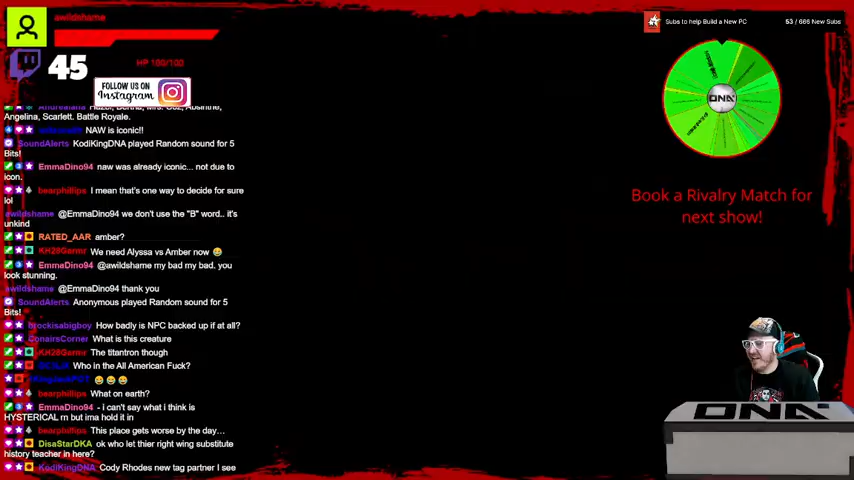 awildshame
HP 100/100
45
FOLLOW US ON
Instagram
Angelina, Scarlett. Battle Royale.
NAW is iconic!!
SoundAlerts KodiKingDNA played Random sound for 5
Bits!
EmmaDino94 naw was already iconic... not due to
icon.
bearphillips I mean that's one way to decide for sure
lol
awildshame @EmmaDino94 we don't use the "B" word.. it's
unkind
RATED_AAR amber?
KH28Garmr We need Alyssa vs Amber now
EmmaDino94 @awildshame my bad my bad. you
look stunning.
awildshame @EmmaDino94 thank you
SoundAlerts Anonymous played Random sound for 5
Bits!
brockisabigboy How badly is NPC backed up if at all?
ConairsCorner What is this creature
KH28Garmr The titantron though
Who in the All American Fuck?
bearphillips What on earth?
EmmaDino94 - i can't say what i think is
HYSTERICAL rn but ima hold it in
bearphillips This place gets worse by the day…
DisaStarDKA ok who let thier right wing substitute
history teacher in here?
KodiKingDNA Cody Rhodes new tag partner I see
Subs to help Build a New PC
53 / 666 New Subs
DNA
Book a Rivalry Match for
next show!
DNA